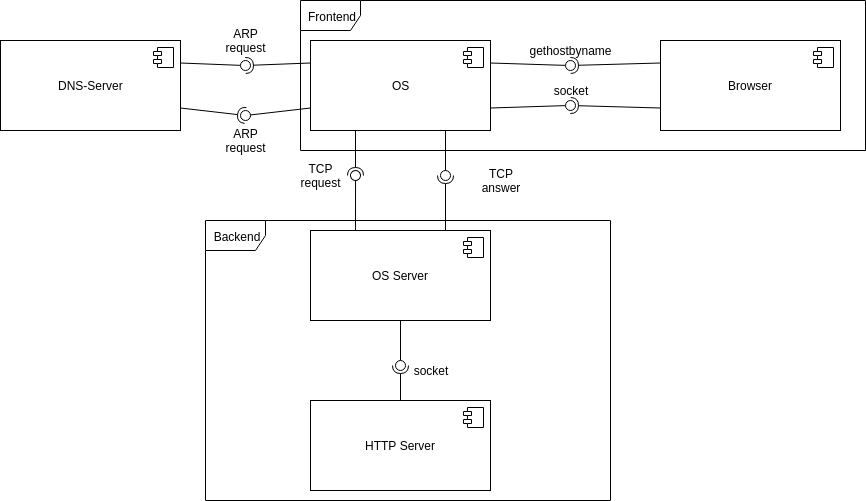 Frontend
ARP
request
DNS-Server
OS
gethostbyname
Browser
socket
ARP
request
TCP
request
TCP
answer
Backend
OS Server
socket
HTTP Server